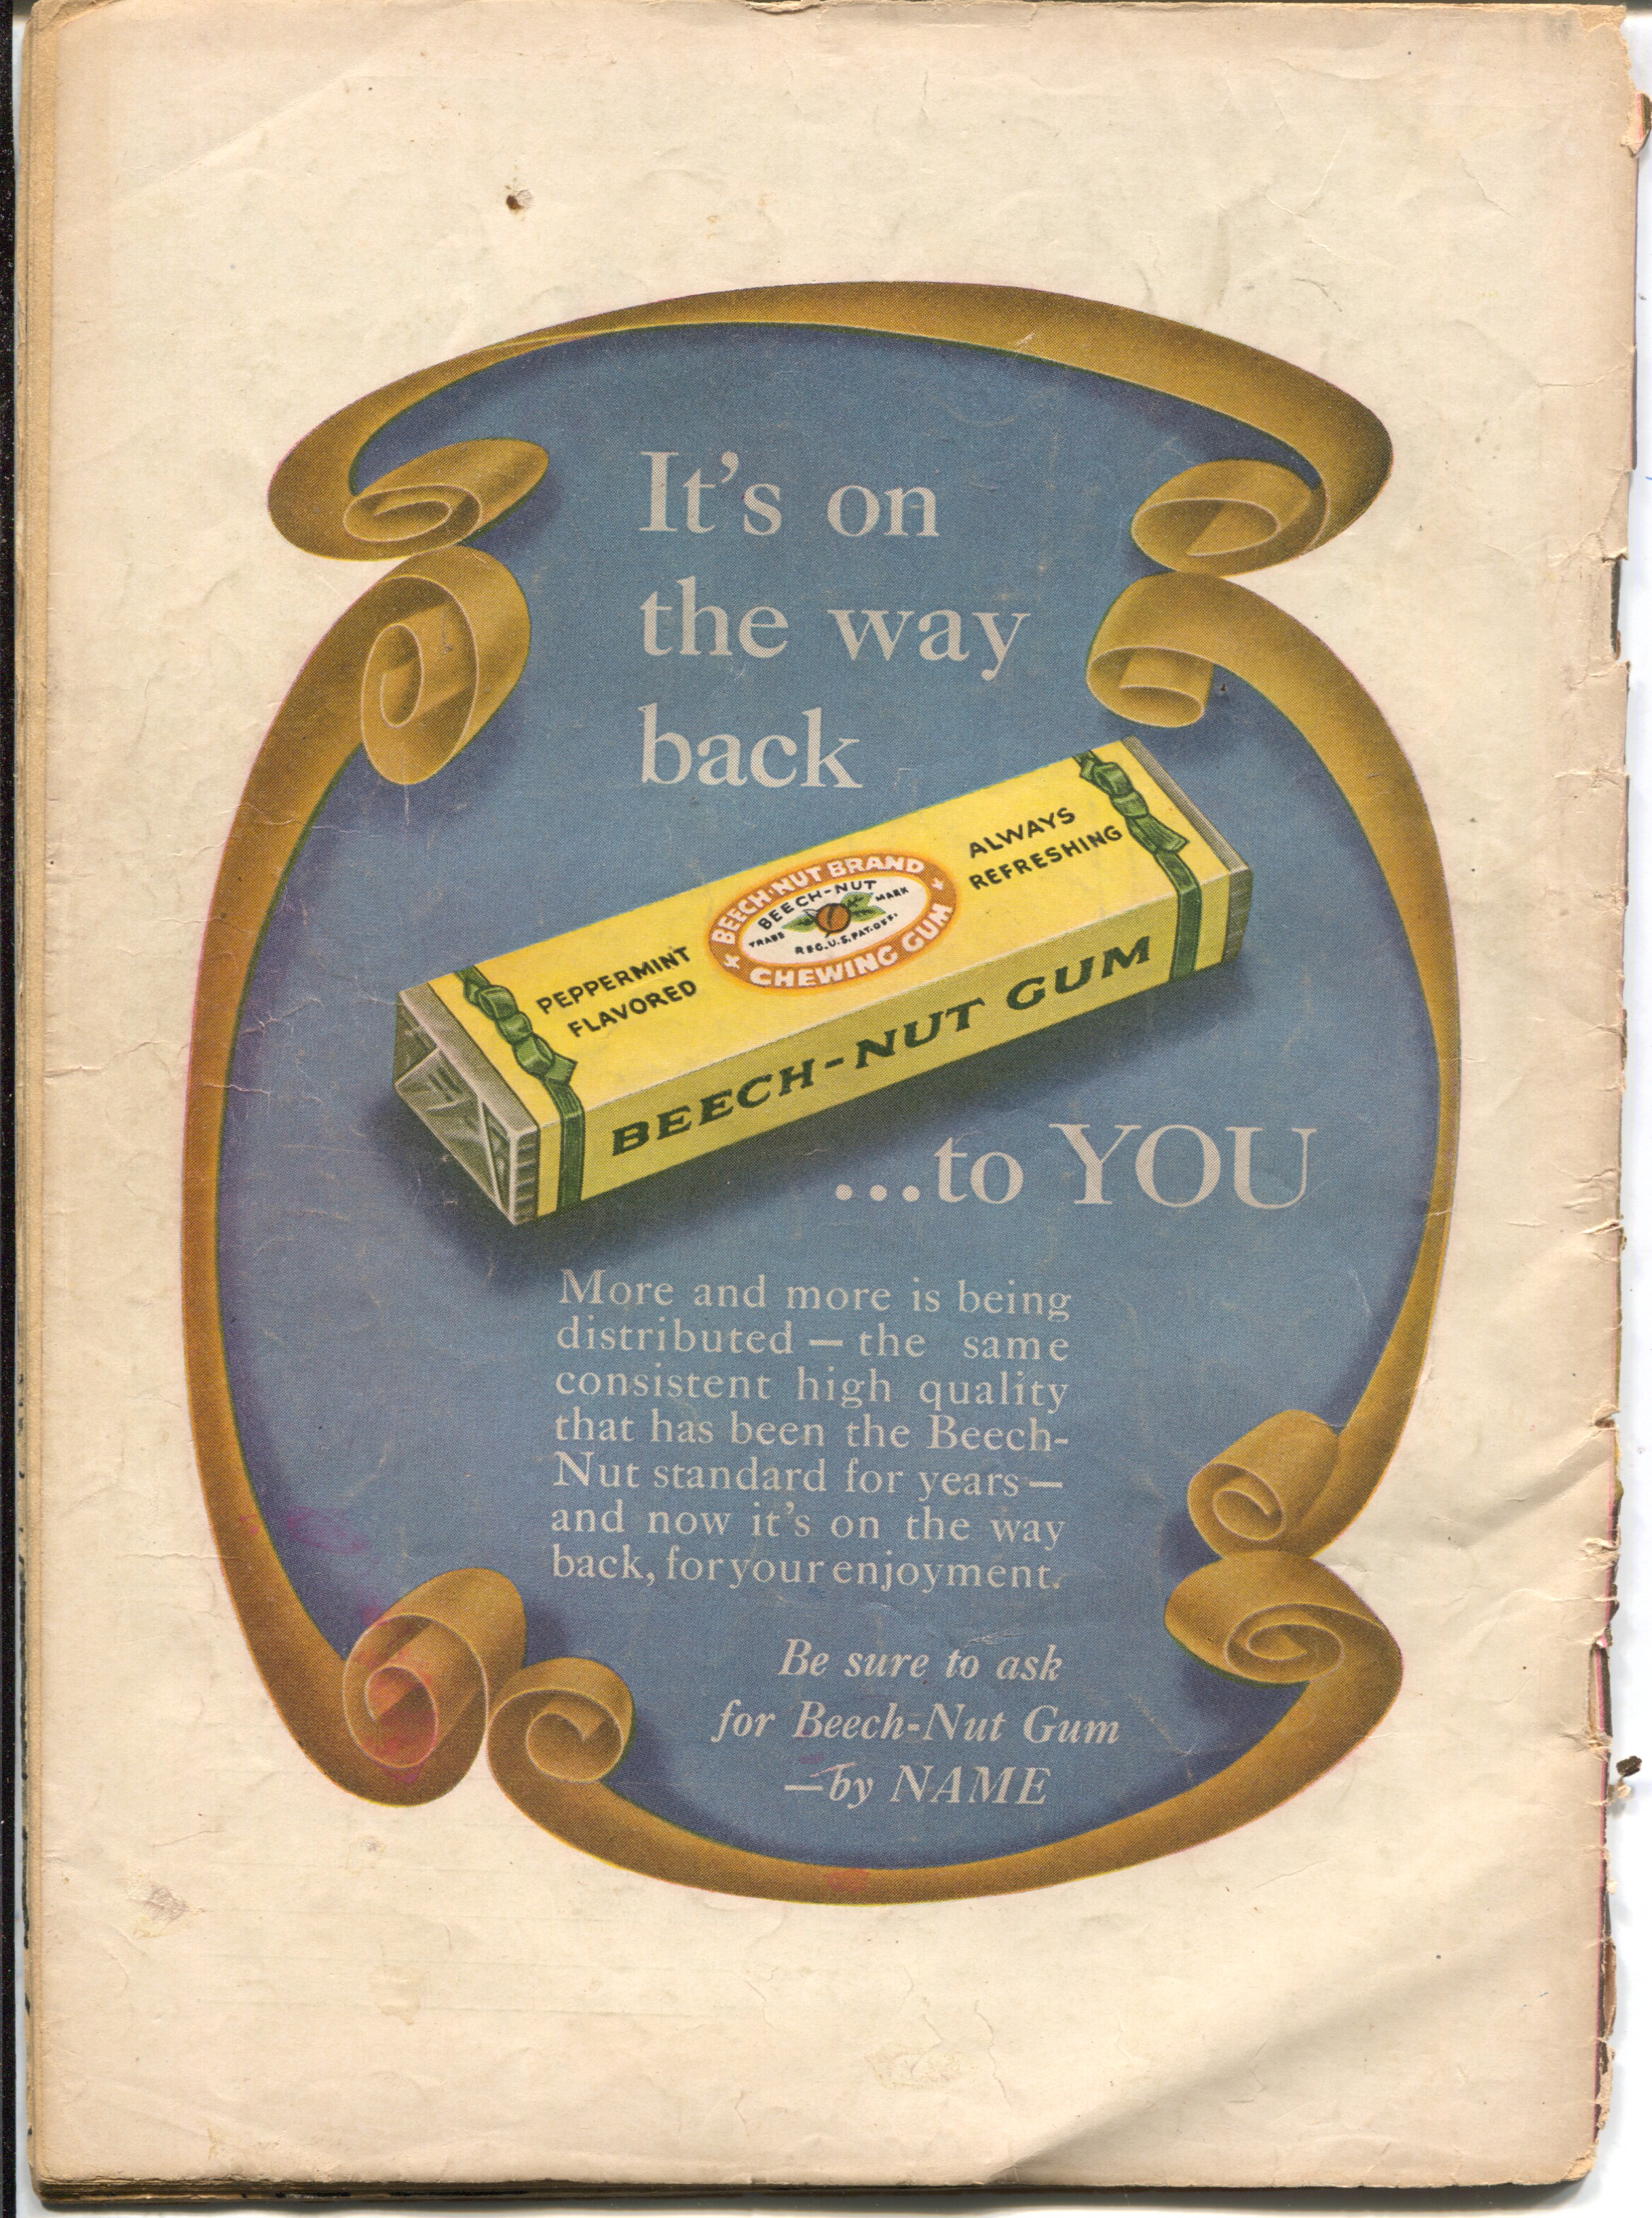 It's on
the way
back
PEPPERMINT
FLAVORED
BEECH-NUT BRAND
BEECH-NUT
TRADE MARK
REG. U.S. PAT. OFF.
CHEWING GUM
ALWAYS
REFRESHING
BEECH-NUT GUM
...to YOU
More and more is being
distributed — the same
consistent high quality
that has been the Beech-
Nut standard for years —
and now it's on the way
back, for your enjoyment.
Be sure to ask
for Beech-Nut Gum
—by NAME